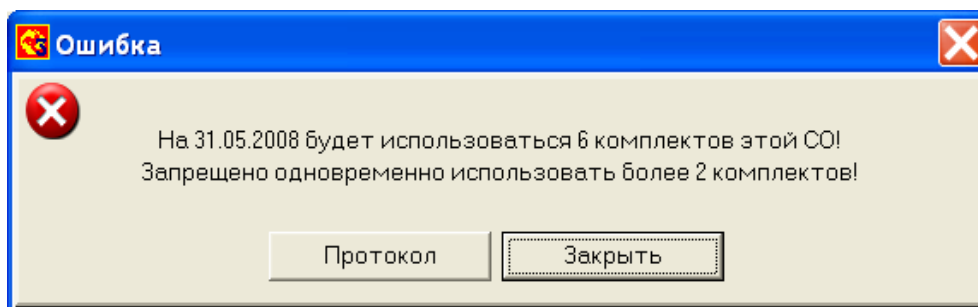 Ошибка
На 31.05.2008 будет использоваться 6 комплектов этой СО!
Запрещено одновременно использовать более 2 комплектов!
Протокол Закрыть